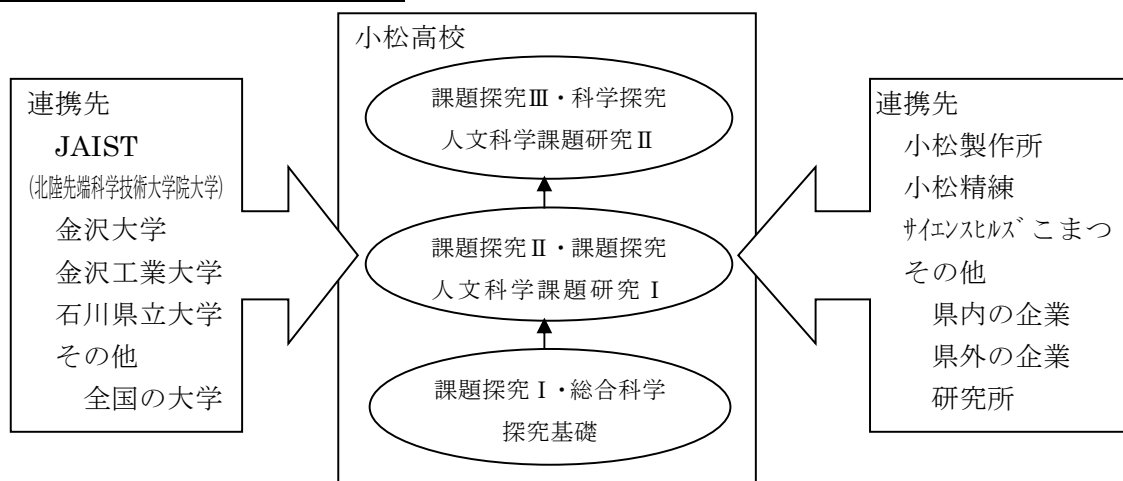 小松高校
課題探究Ⅲ・科学探究
人文科学課題研究Ⅱ
課題探究Ⅱ・課題探究
人文科学課題研究Ⅰ
課題探究Ⅰ・総合科学
探究基礎
連携先
JAIST
(北陸先端科学技術大学院大学)
金沢大学
金沢工業大学
石川県立大学
その他
全国の大学
連携先
小松製作所
小松精練
ｻｲｴﾝｽﾋﾙｽﾞこまつ
その他
県内の企業
県外の企業
研究所